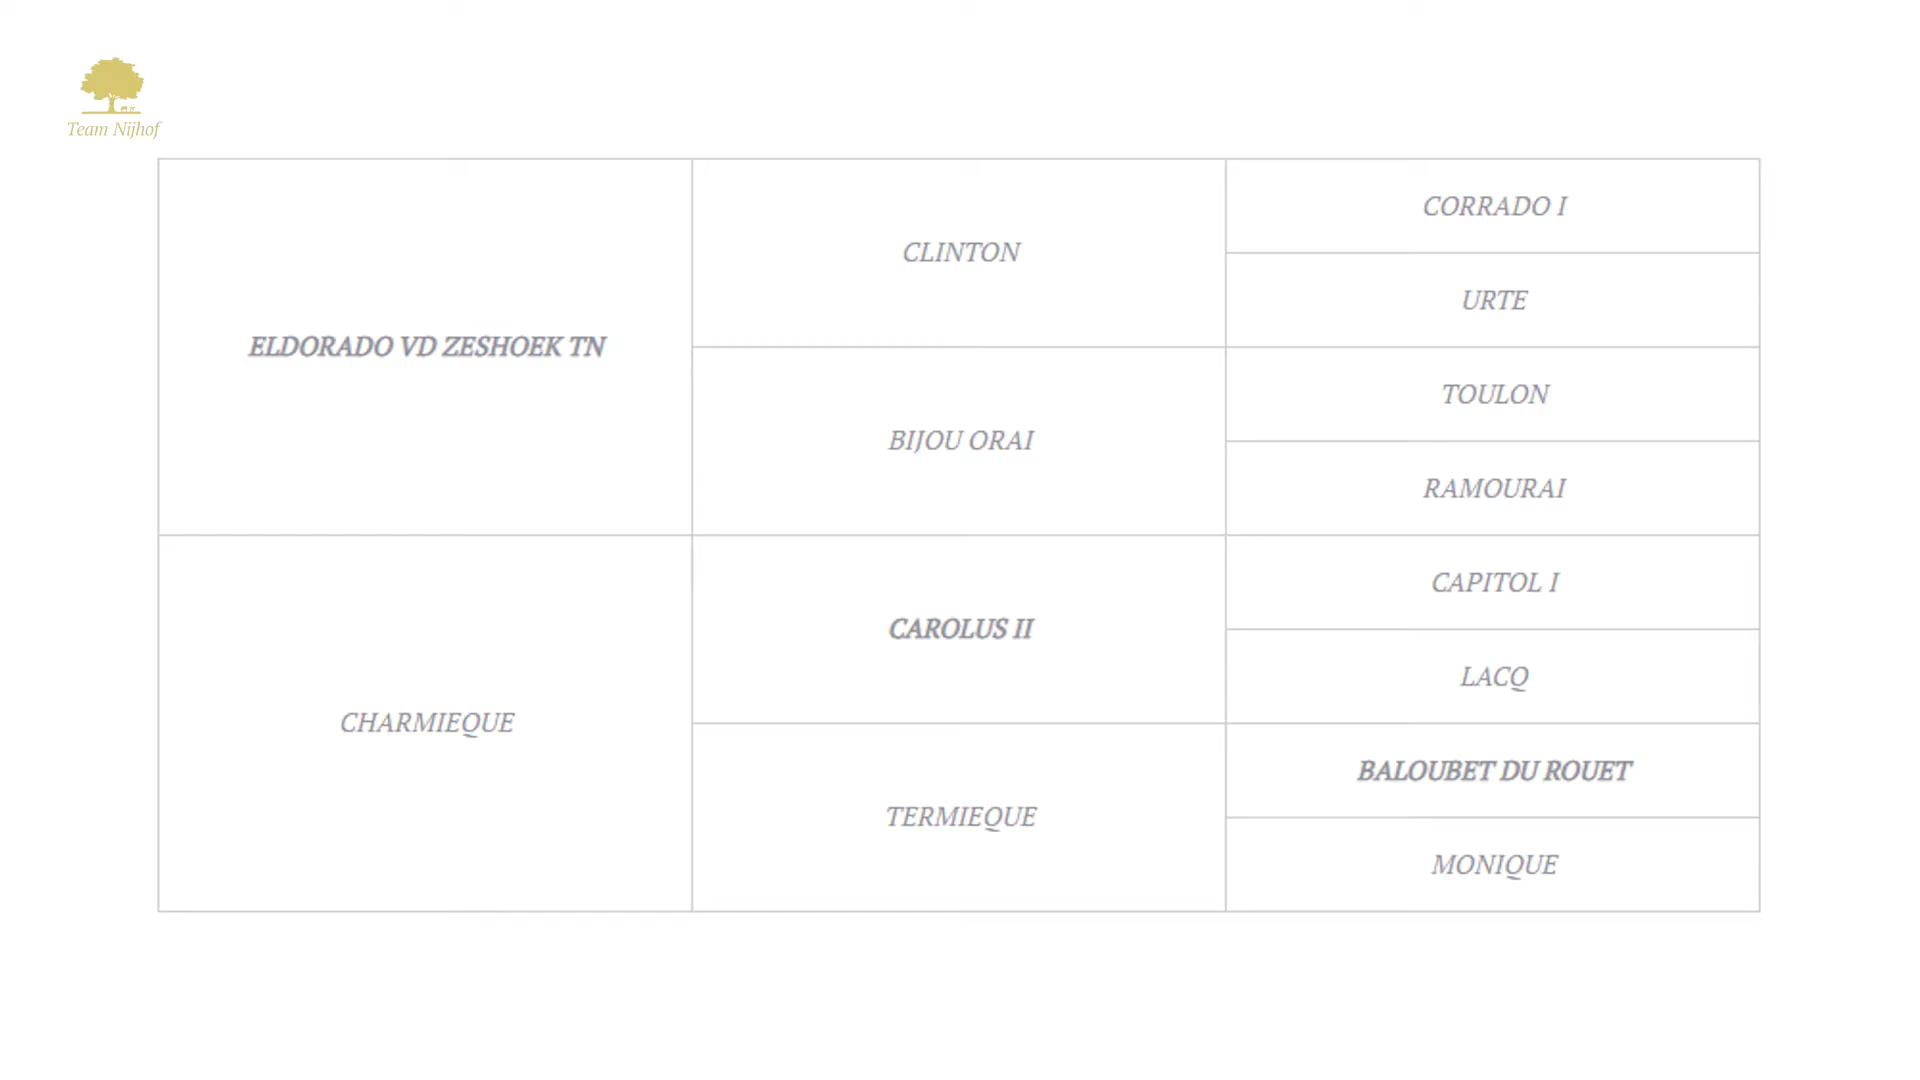 Team Nijhof
ELDORADO VD ZESHOEK TN
CLINTON
CORRADO I
URTE
BIJOU ORAI
TOULON
RAMOURAI
CHARMIEQUE
CAROLUS II
CAPITOL I
LACQ
TERMIEQUE
BALOUBET DU ROUET
MONIQUE